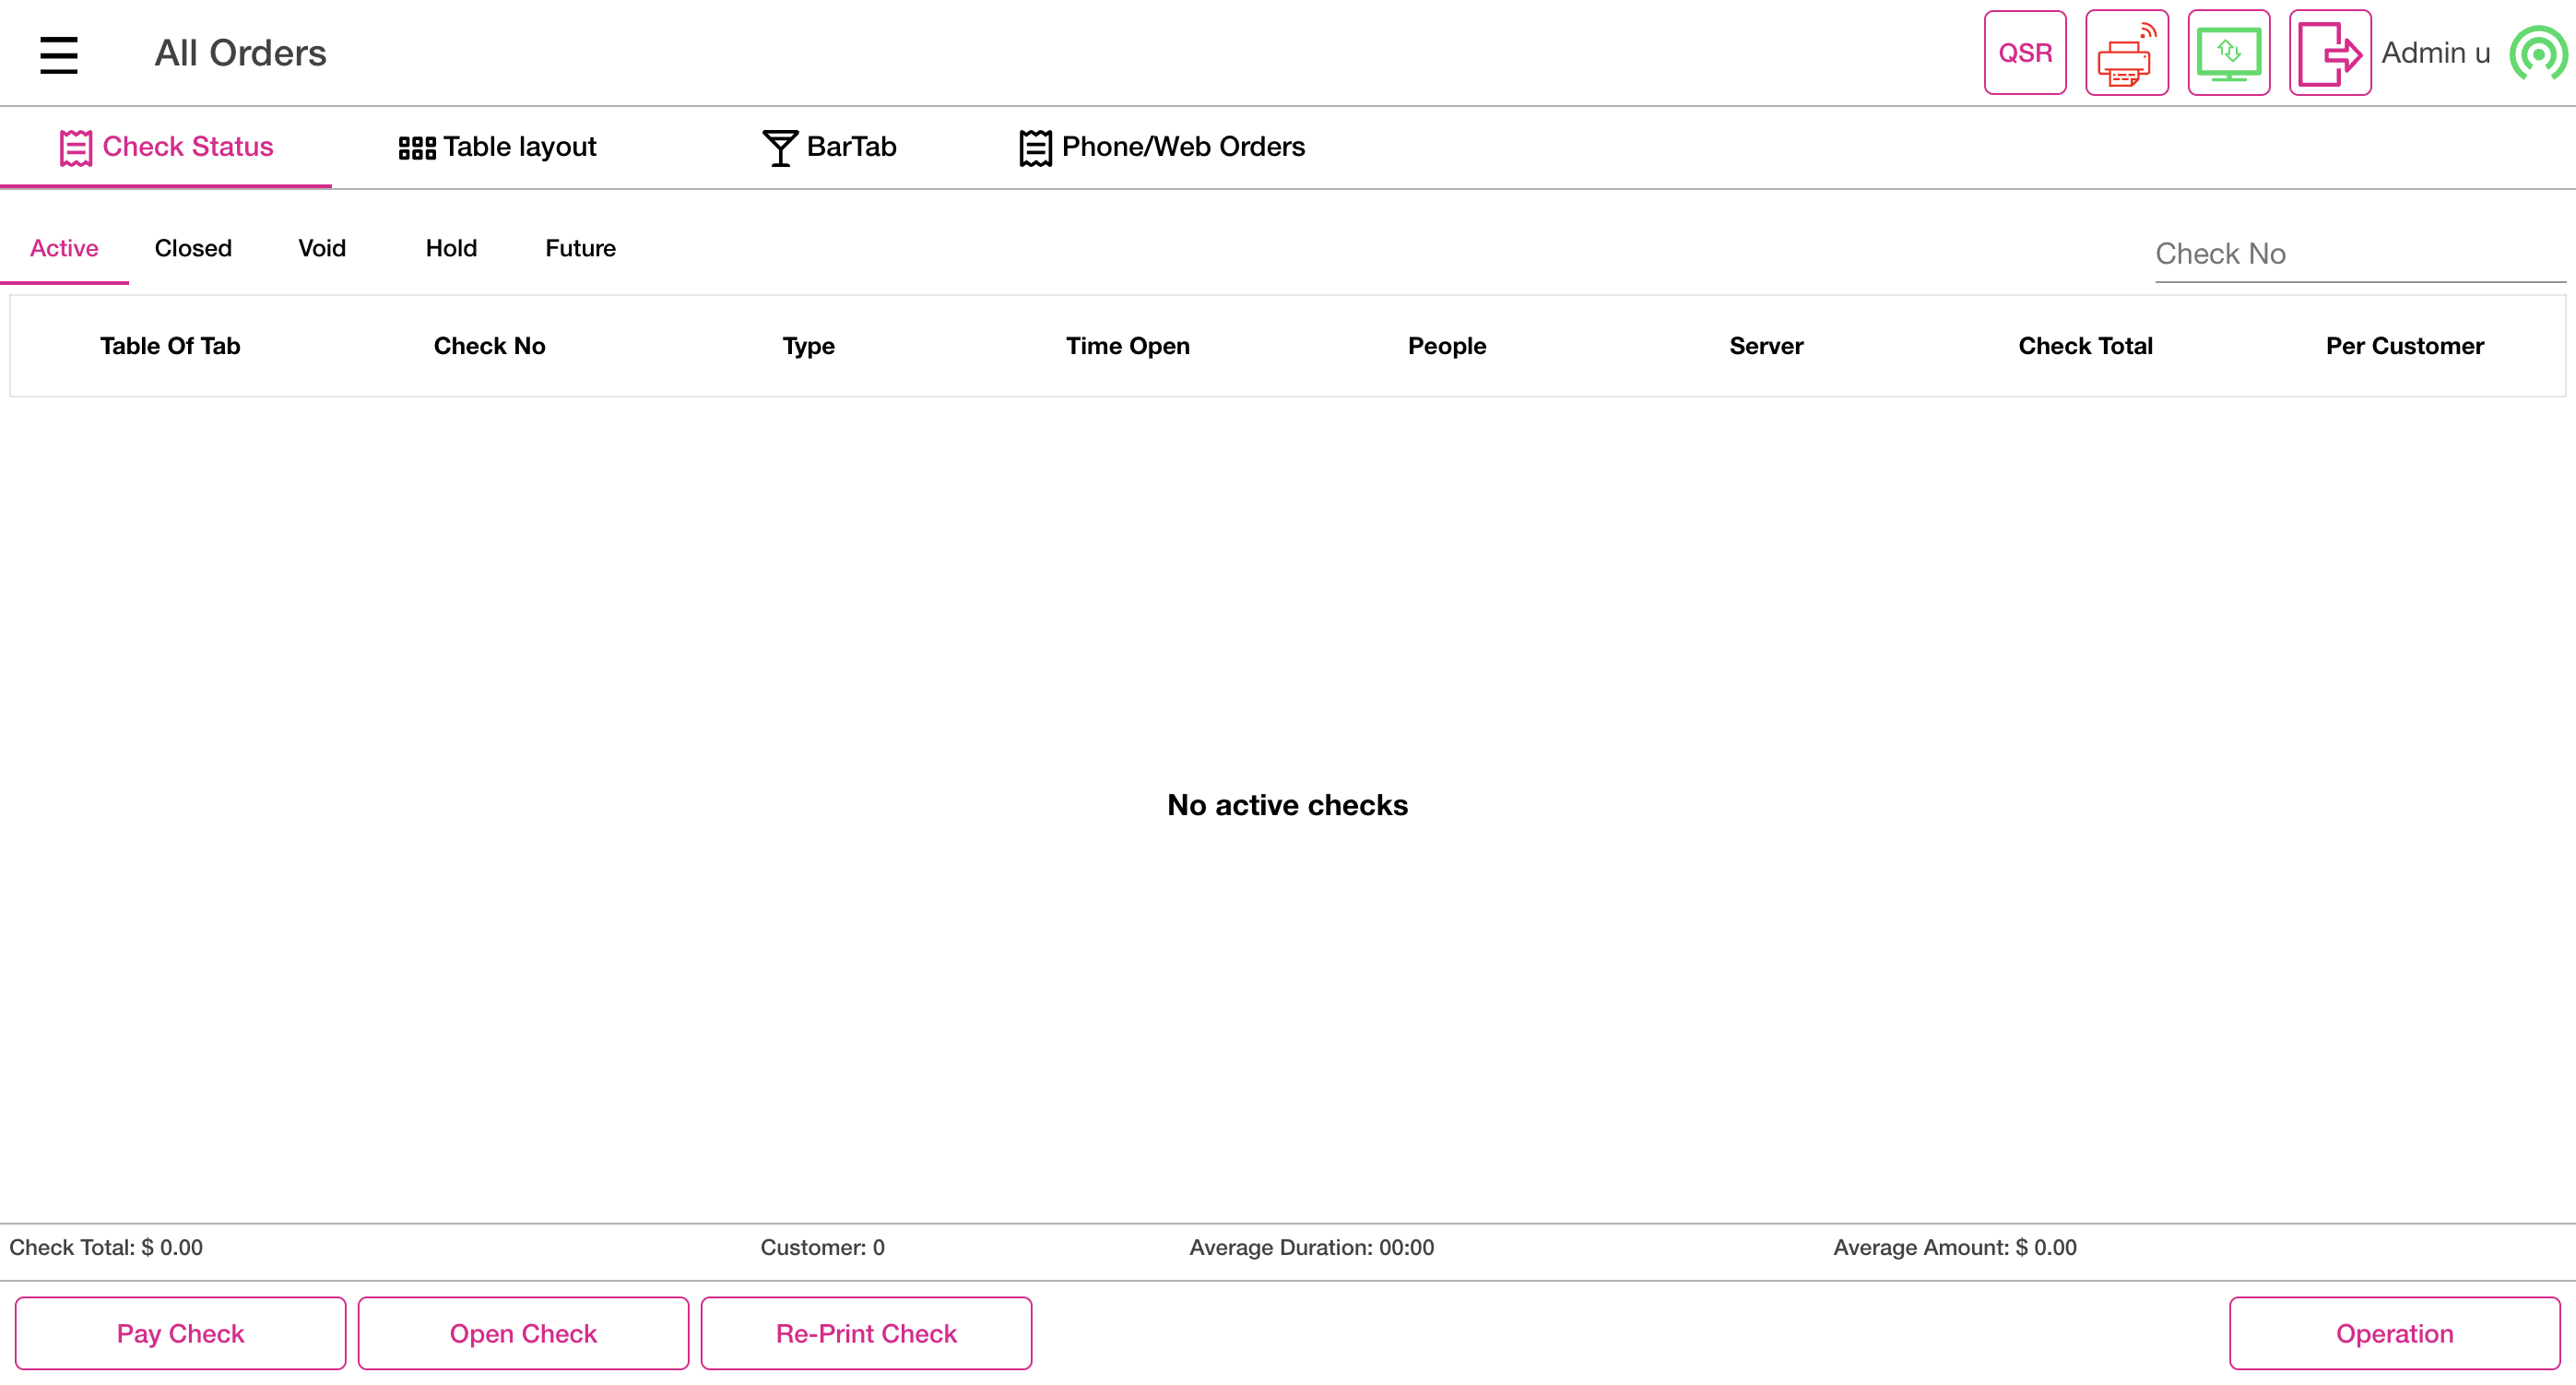 All Orders
QSR
Admin u
Check Status
Table layout
BarTab
Phone/Web Orders
Active
Closed
Void
Hold
Future
Check No
Table Of Tab
Check No
Type
Time Open
People
Server
Check Total
Per Customer
No active checks
Check Total: $ 0.00
Customer: 0
Average Duration: 00:00
Average Amount: $ 0.00
Pay Check
Open Check
Re-Print Check
Operation